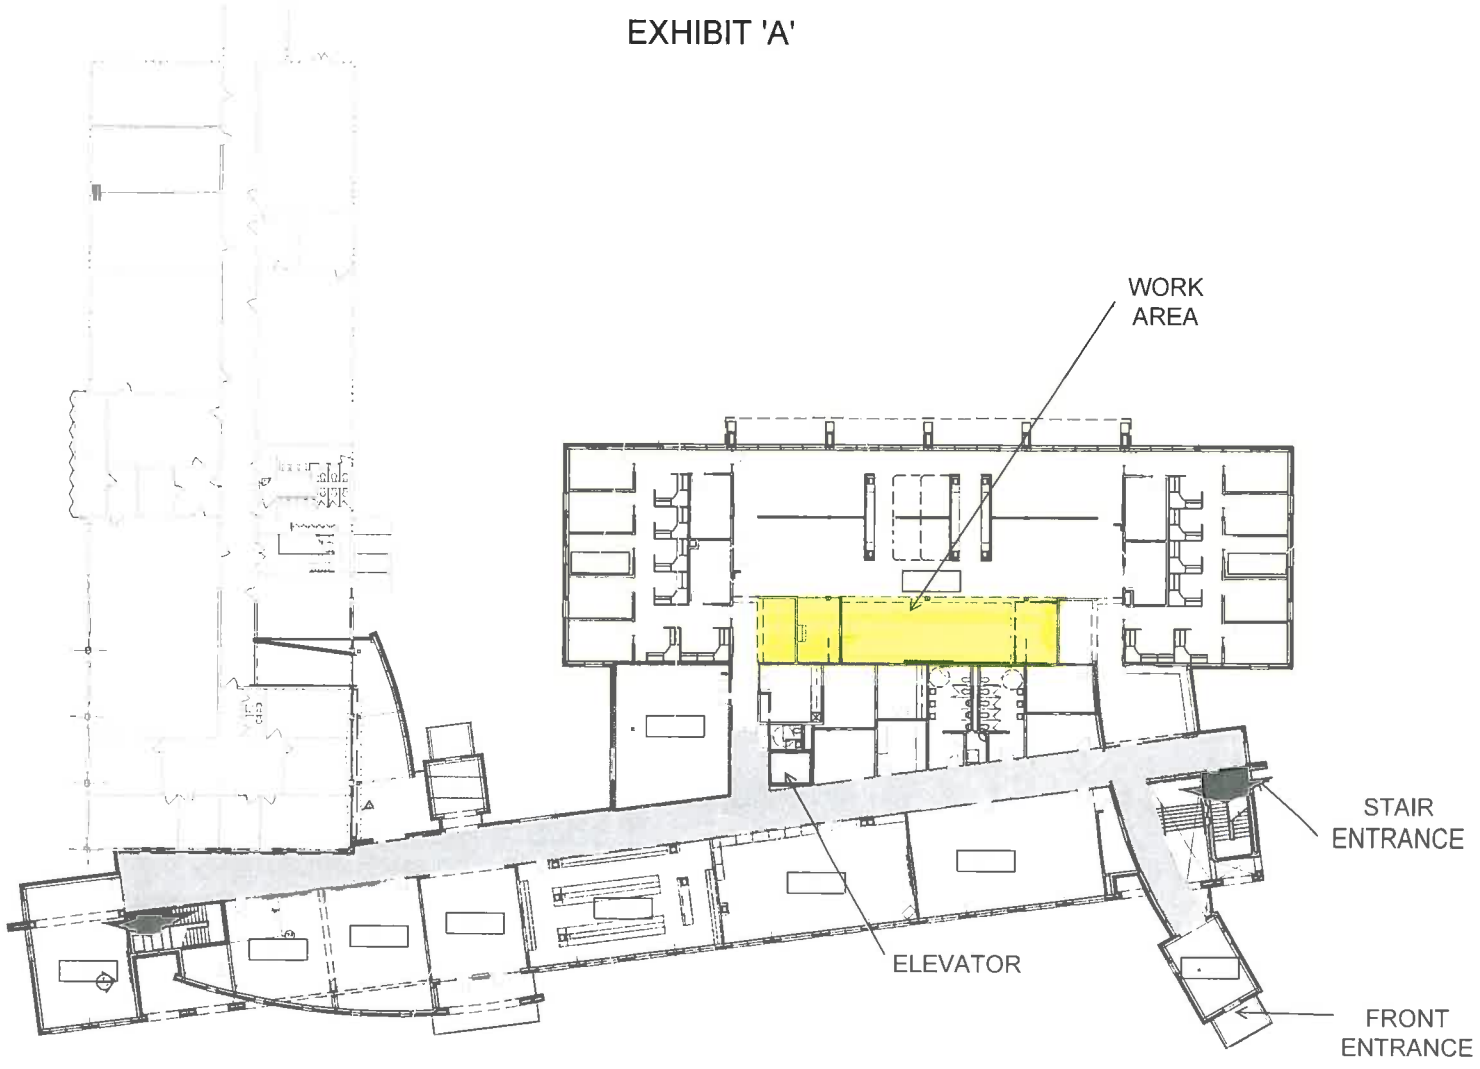 EXHIBIT 'A'
WORK
AREA
STAIR
ENTRANCE
ELEVATOR
FRONT
ENTRANCE